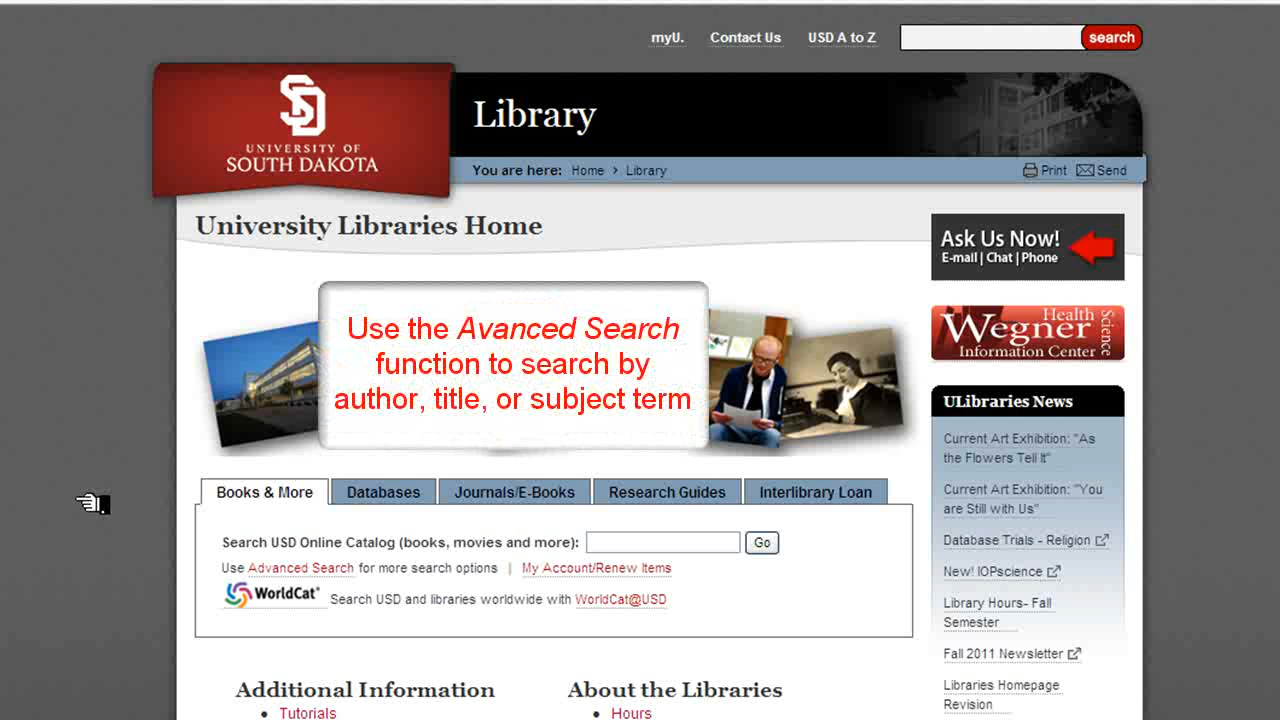 myU.
Contact Us
USD A to Z
search
SD
UNIVERSITY OF
SOUTH DAKOTA
Library
You are here: Home > Library
Print
Send
University Libraries Home
Ask Us Now!
E-mail | Chat | Phone
Use the Avanced Search
function to search by
author, title, or subject term
Wegner
Health
Science
Information Center
ULibraries News
Current Art Exhibition: "As
the Flowers Tell It"
Current Art Exhibition: "You
are Still with Us"
Database Trials - Religion
New! IOPscience
Library Hours- Fall
Semester
Fall 2011 Newsletter
Libraries Homepage
Revision
Books & More
Databases
Journals/E-Books
Research Guides
Interlibrary Loan
Search USD Online Catalog (books, movies and more):
Go
Use Advanced Search for more search options | My Account/Renew Items
WorldCat® Search USD and libraries worldwide with WorldCat@USD
Additional Information
• Tutorials
About the Libraries
• Hours